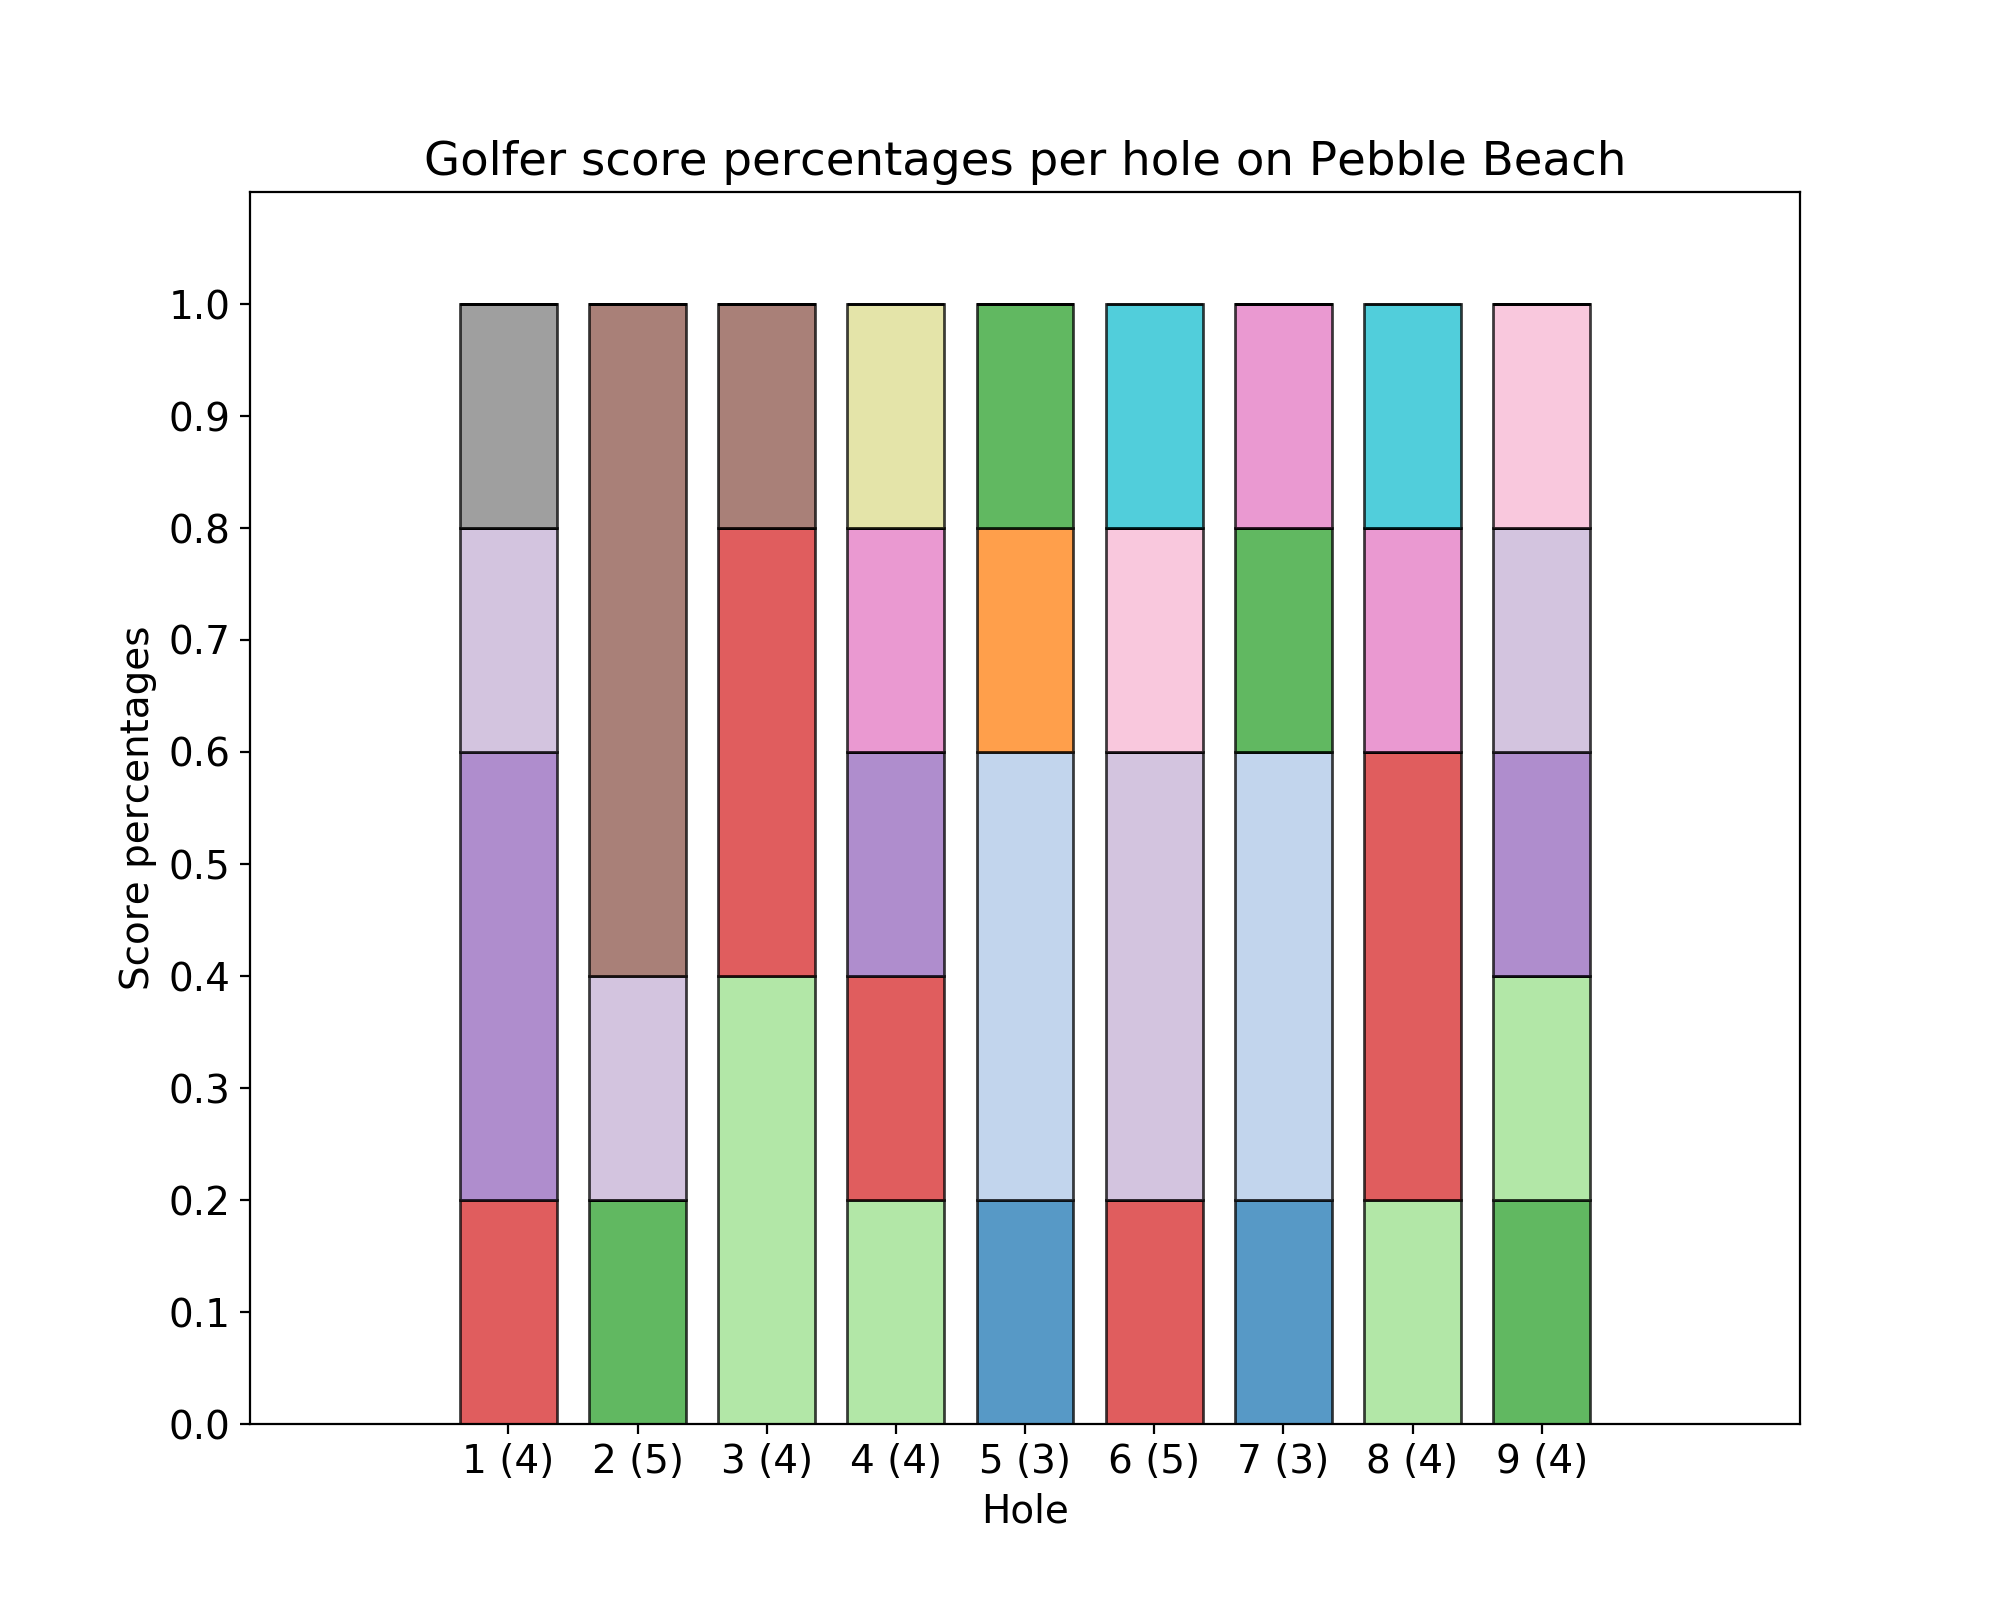 Golfer score percentages per hole on Pebble Beach
Score percentages
1.0
0.9
0.8
0.7
0.6
0.5
0.4
0.3
0.2
0.1
0.0
1 (4) 2 (5) 3 (4) 4 (4) 5 (3) 6 (5) 7 (3) 8 (4) 9 (4)
Hole